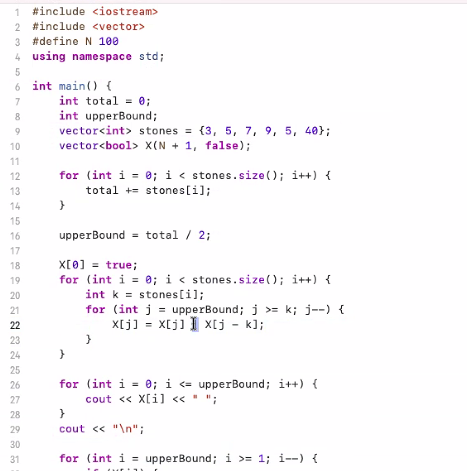 1 #include <iostream>
2 #include <vector>
3 #define N 100
4 using namespace std;
5
6 int main() {
7 int total = 0;
8 int upperBound;
9 vector<int> stones = {3, 5, 7, 9, 5, 40};
10 vector<bool> X(N + 1, false);
11
12 for (int i = 0; i < stones.size(); i++) {
13 total += stones[i];
14 }
15
16 upperBound = total / 2;
17
18 X[0] = true;
19 for (int i = 0; i < stones.size(); i++) {
20 int k = stones[i];
21 for (int j = upperBound; j >= k; j--) {
22 X[j] = X[j] X[j - k];
23 }
24 }
25
26 for (int i = 0; i <= upperBound; i++) {
27 cout << X[i] << " ";
28 }
29 cout << "\n";
30
31 for (int i = upperBound; i >= 1; i--) {